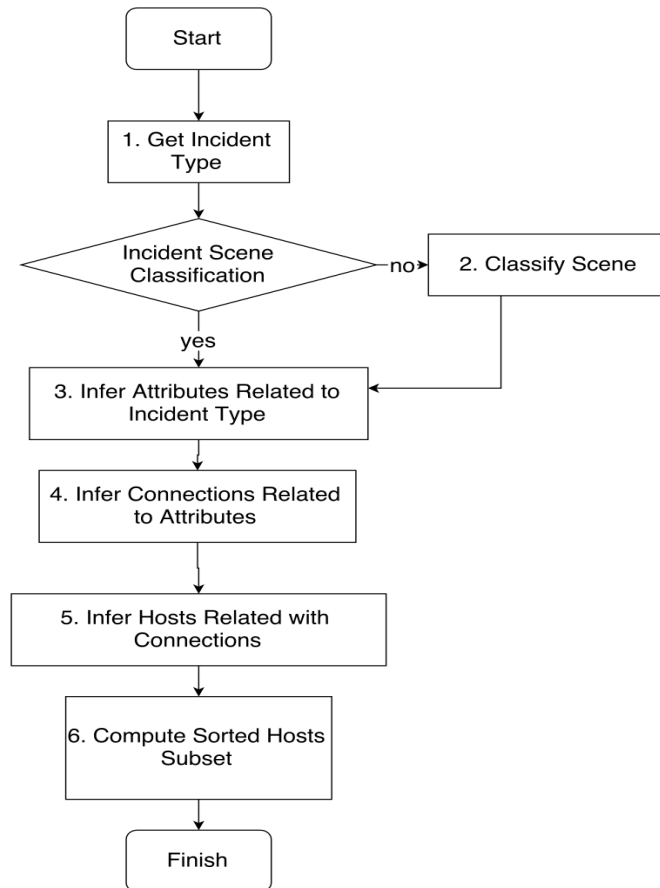 Start
1. Get Incident
Type
Incident Scene
Classification
no
2. Classify Scene
yes
3. Infer Attributes Related to
Incident Type
4. Infer Connections Related
to Attributes
5. Infer Hosts Related with
Connections
6. Compute Sorted Hosts
Subset
Finish